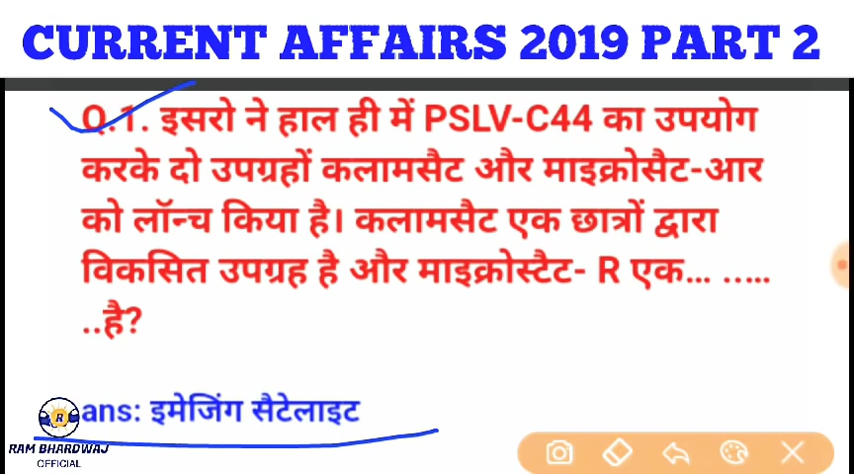 CURRENT AFFAIRS 2019 PART 2
Q.1. इसरो ने हाल ही में PSLV-C44 का उपयोग
करके दो उपग्रहों कलामसैट और माइक्रोसैट-आर
को लॉन्च किया है। कलामसैट एक छात्रों द्वारा
विकसित उपग्रह है और माइक्रोस्टैट- R एक... .....
..है?
ans: इमेजिंग सैटेलाइट
R
RAM BHARDWAJ
OFFICIAL